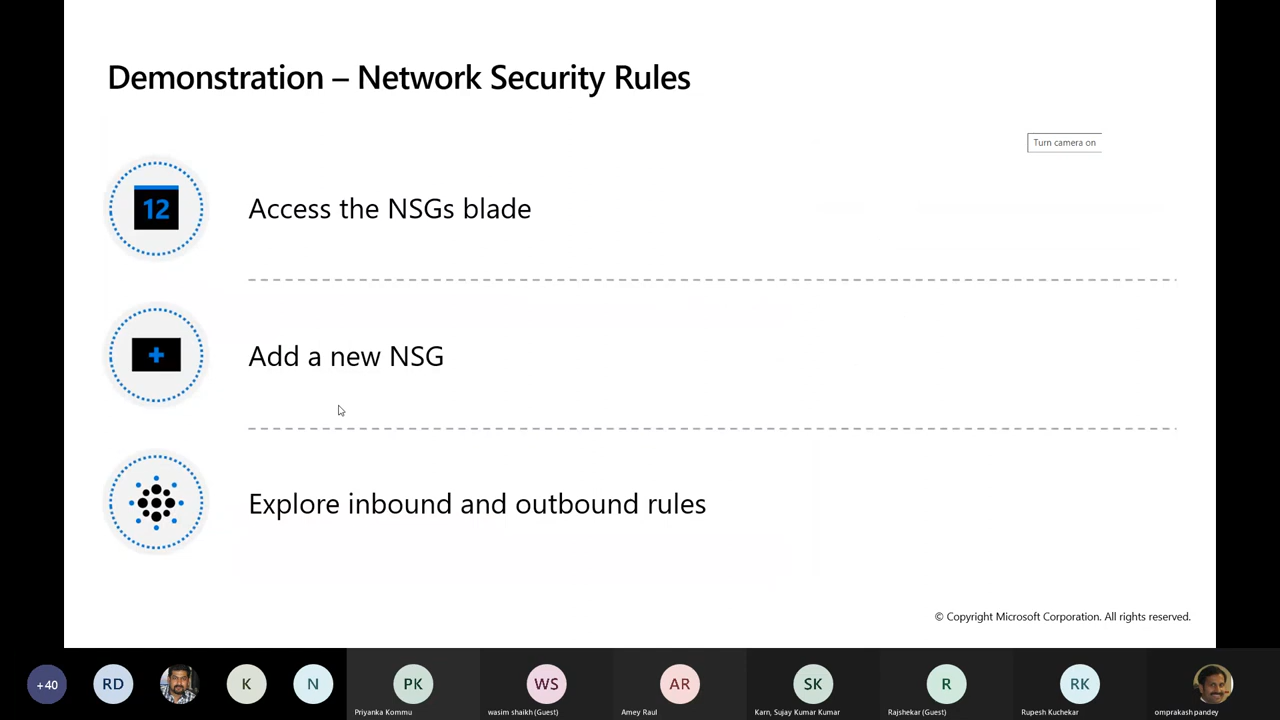 Demonstration – Network Security Rules
Turn camera on
12
Access the NSGs blade
Add a new NSG
Explore inbound and outbound rules
© Copyright Microsoft Corporation. All rights reserved.
+40
RD
K
N
PK
WS
AR
SK
R
RK
Priyanka Kommu
wasim shaikh (Guest)
Amey Raul
Karn, Sujay Kumar Kumar
Rajshekar (Guest)
Rupesh Kuchekar
omprakash pandey